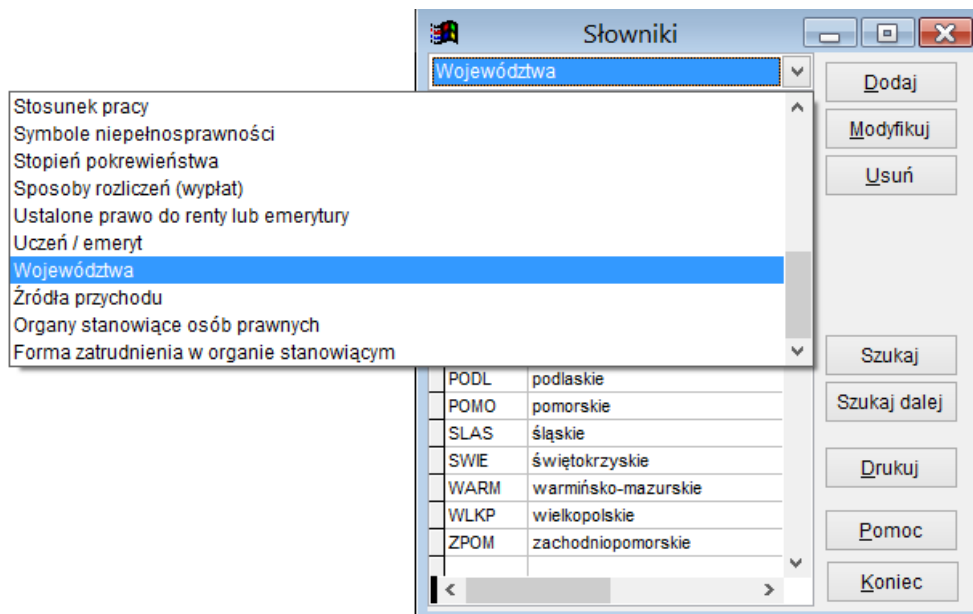 Słowniki
Województwa
Dodaj
Stosunek pracy
Symbole niepełnosprawności
Modyfikuj
Stopień pokrewieństwa
Usuń
Sposoby rozliczeń (wypłat)
Ustalone prawo do renty lub emerytury
Uczeń / emeryt
Województwa
Źródła przychodu
Organy stanowiące osób prawnych
Forma zatrudnienia w organie stanowiącym
Szukaj
PODL podlaskie
POMO pomorskie
Szukaj dalej
SLAS śląskie
SWIE świętokrzyskie
Drukuj
WARM warmińsko-mazurskie
WLKP wielkopolskie
Pomoc
ZPOM zachodniopomorskie
Koniec